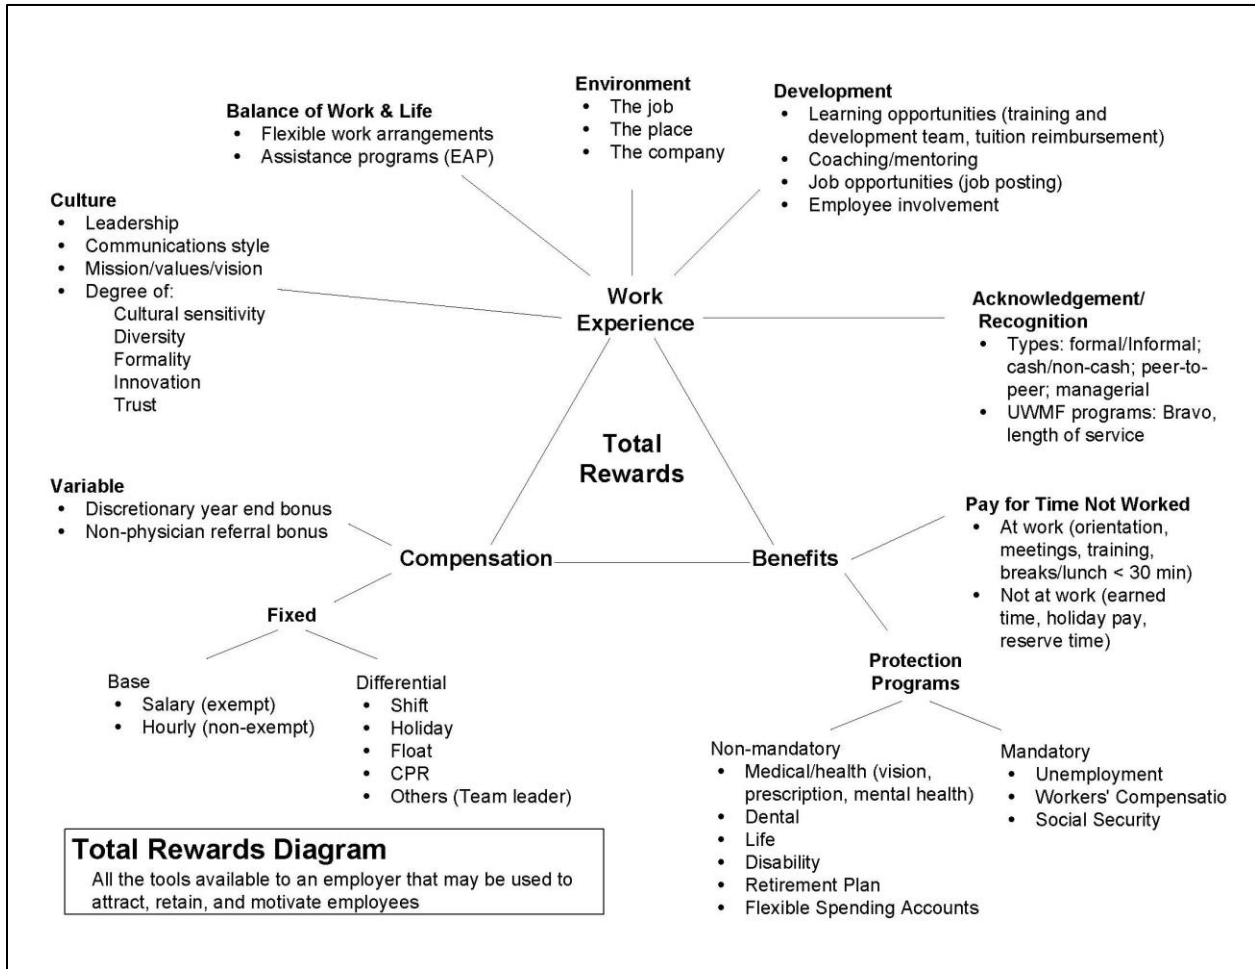 Environment
• The job
• The place
• The company
Development
• Learning opportunities (training and
development team, tuition reimbursement)
• Coaching/mentoring
• Job opportunities (job posting)
• Employee involvement
Balance of Work & Life
• Flexible work arrangements
• Assistance programs (EAP)
Culture
• Leadership
• Communications style
• Mission/values/vision
• Degree of:
Cultural sensitivity
Diversity
Formality
Innovation
Trust
Work
Experience
Acknowledgement/
Recognition
• Types: formal/Informal;
cash/non-cash; peer-to-
peer; managerial
• UWMF programs: Bravo,
length of service
Total
Rewards
Variable
• Discretionary year end bonus
• Non-physician referral bonus
Compensation
Benefits
Pay for Time Not Worked
• At work (orientation,
meetings, training,
breaks/lunch < 30 min)
• Not at work (earned
time, holiday pay,
reserve time)
Fixed
Base
• Salary (exempt)
• Hourly (non-exempt)
Differential
• Shift
• Holiday
• Float
• CPR
• Others (Team leader)
Protection
Programs
Non-mandatory
• Medical/health (vision,
prescription, mental health)
• Dental
• Life
• Disability
• Retirement Plan
• Flexible Spending Accounts
Mandatory
• Unemployment
• Workers' Compensatio
• Social Security
Total Rewards Diagram
All the tools available to an employer that may be used to
attract, retain, and motivate employees